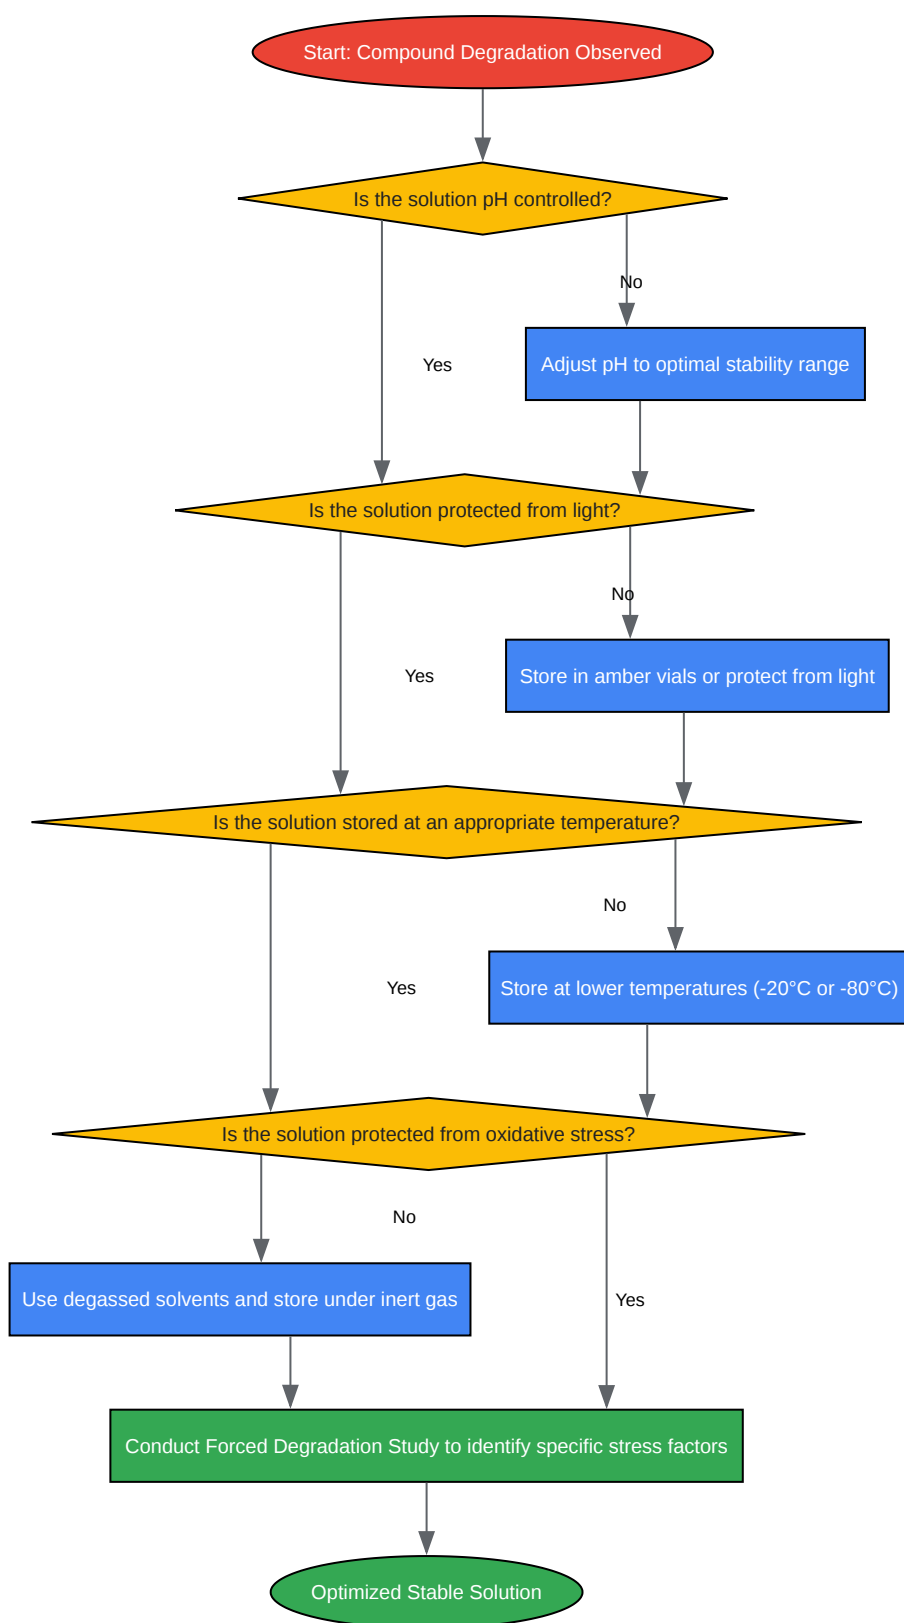 Start: Compound Degradation Observed
Is the solution pH controlled?
No
Yes
Adjust pH to optimal stability range
Is the solution protected from light?
No
Yes
Store in amber vials or protect from light
Is the solution stored at an appropriate temperature?
No
Yes
Store at lower temperatures (-20°C or -80°C)
Is the solution protected from oxidative stress?
No
Use degassed solvents and store under inert gas
Yes
Conduct Forced Degradation Study to identify specific stress factors
Optimized Stable Solution